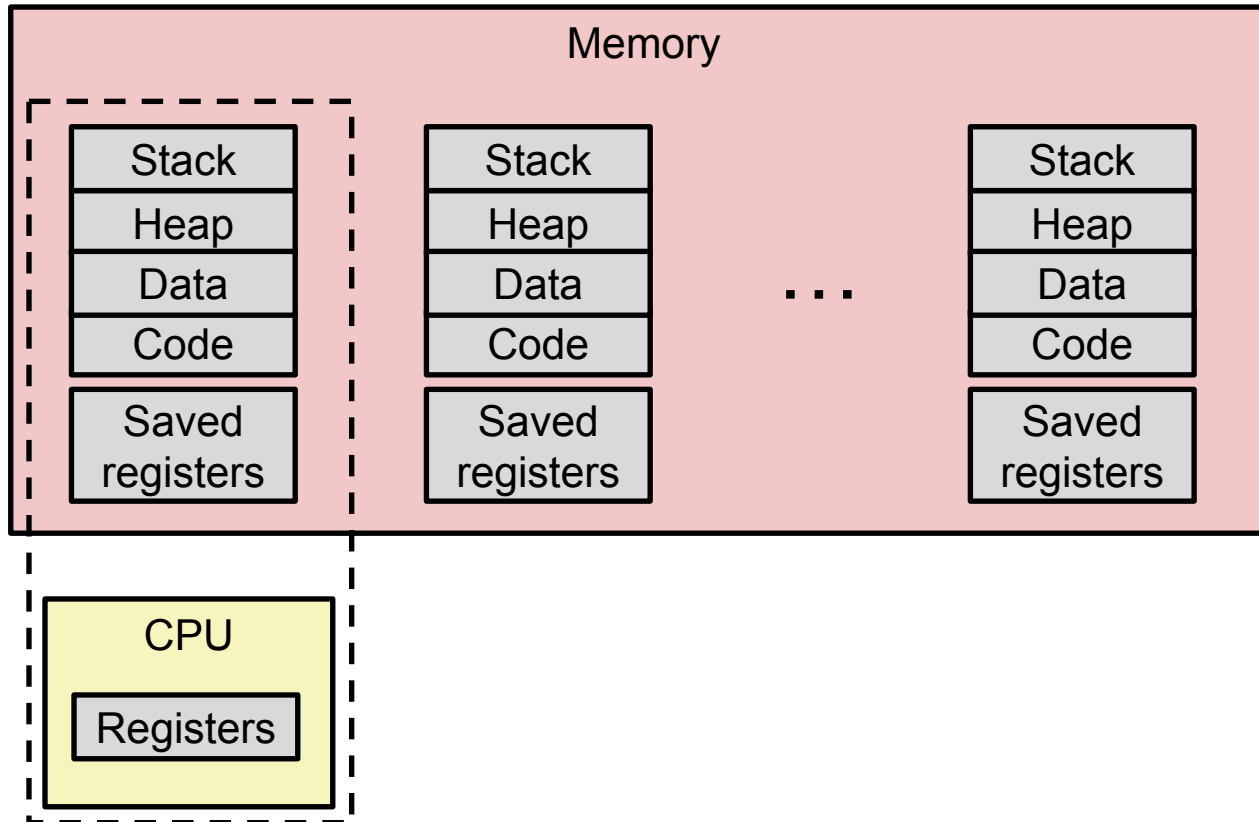 Memory
Stack
Heap
Data
Code
Saved
registers
Stack
Heap
Data
Code
Saved
registers
...
Stack
Heap
Data
Code
Saved
registers
CPU
Registers